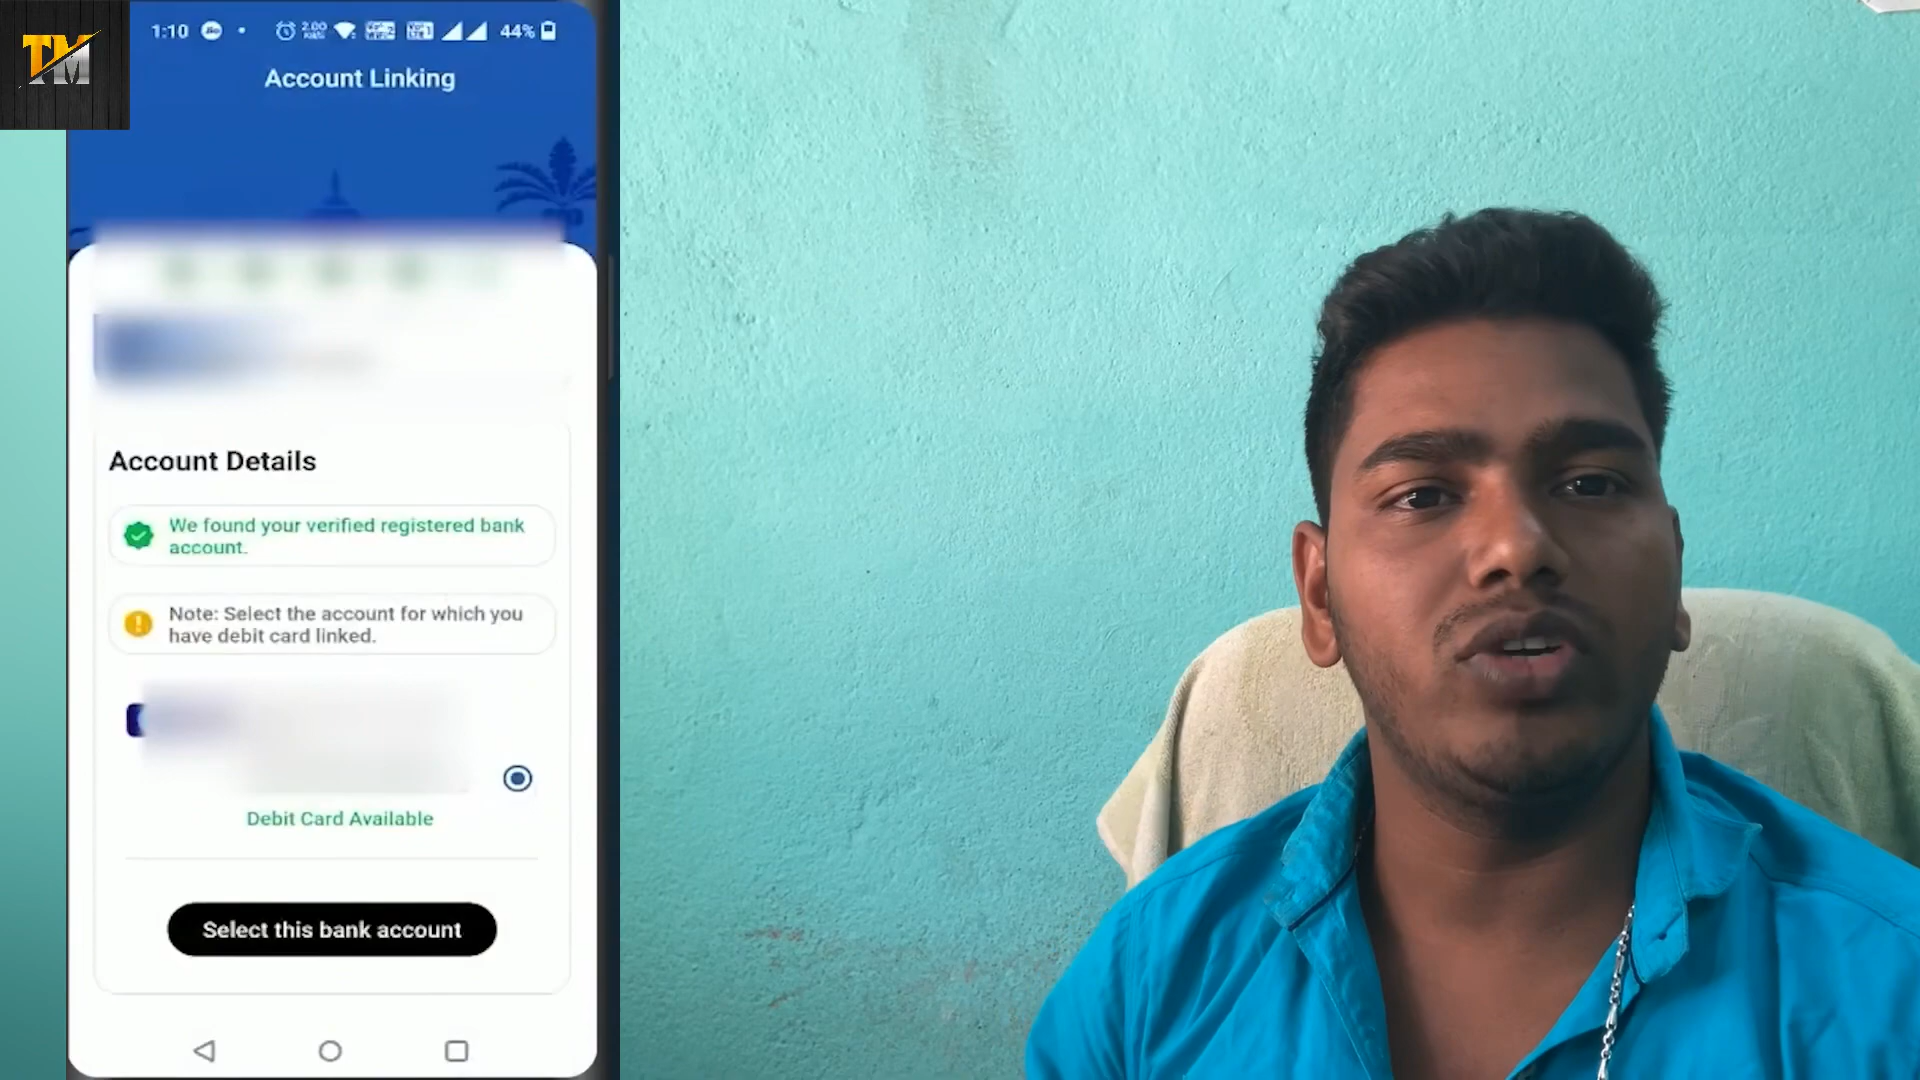 TM
1:10
44%
Account Linking
Account Details
We found your verified registered bank
account.
Note: Select the account for which you
have debit card linked.
Debit Card Available
Select this bank account